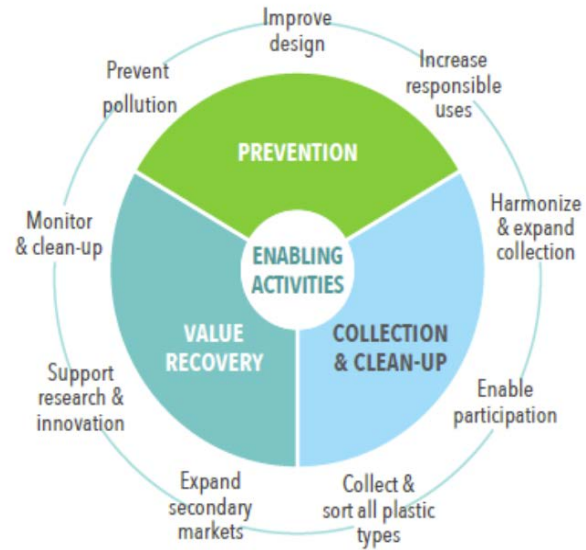 Improve
design
Increase
responsible
uses
Harmonize
& expand
collection
Enable
participation
Collect &
sort all plastic
types
Expand
secondary
markets
Support
research &
innovation
Monitor
& clean-up
Prevent
pollution
PREVENTION
COLLECTION
& CLEAN-UP
VALUE
RECOVERY
ENABLING
ACTIVITIES